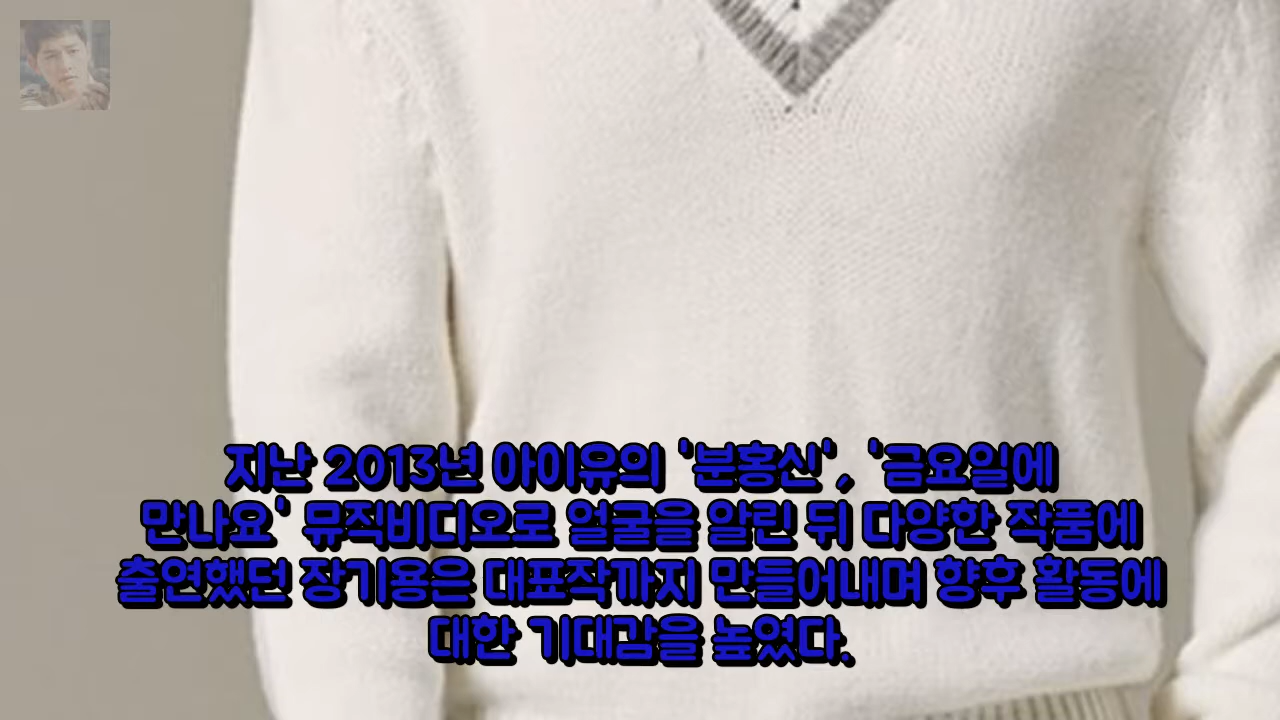 지난 2013년 아이유의 '분홍신', '금요일에
만나요' 뮤직비디오로 얼굴을 알린 뒤 다양한 작품에
출연했던 장기용은 대표작까지 만들어내며 향후 활동에
대한 기대감을 높였다.